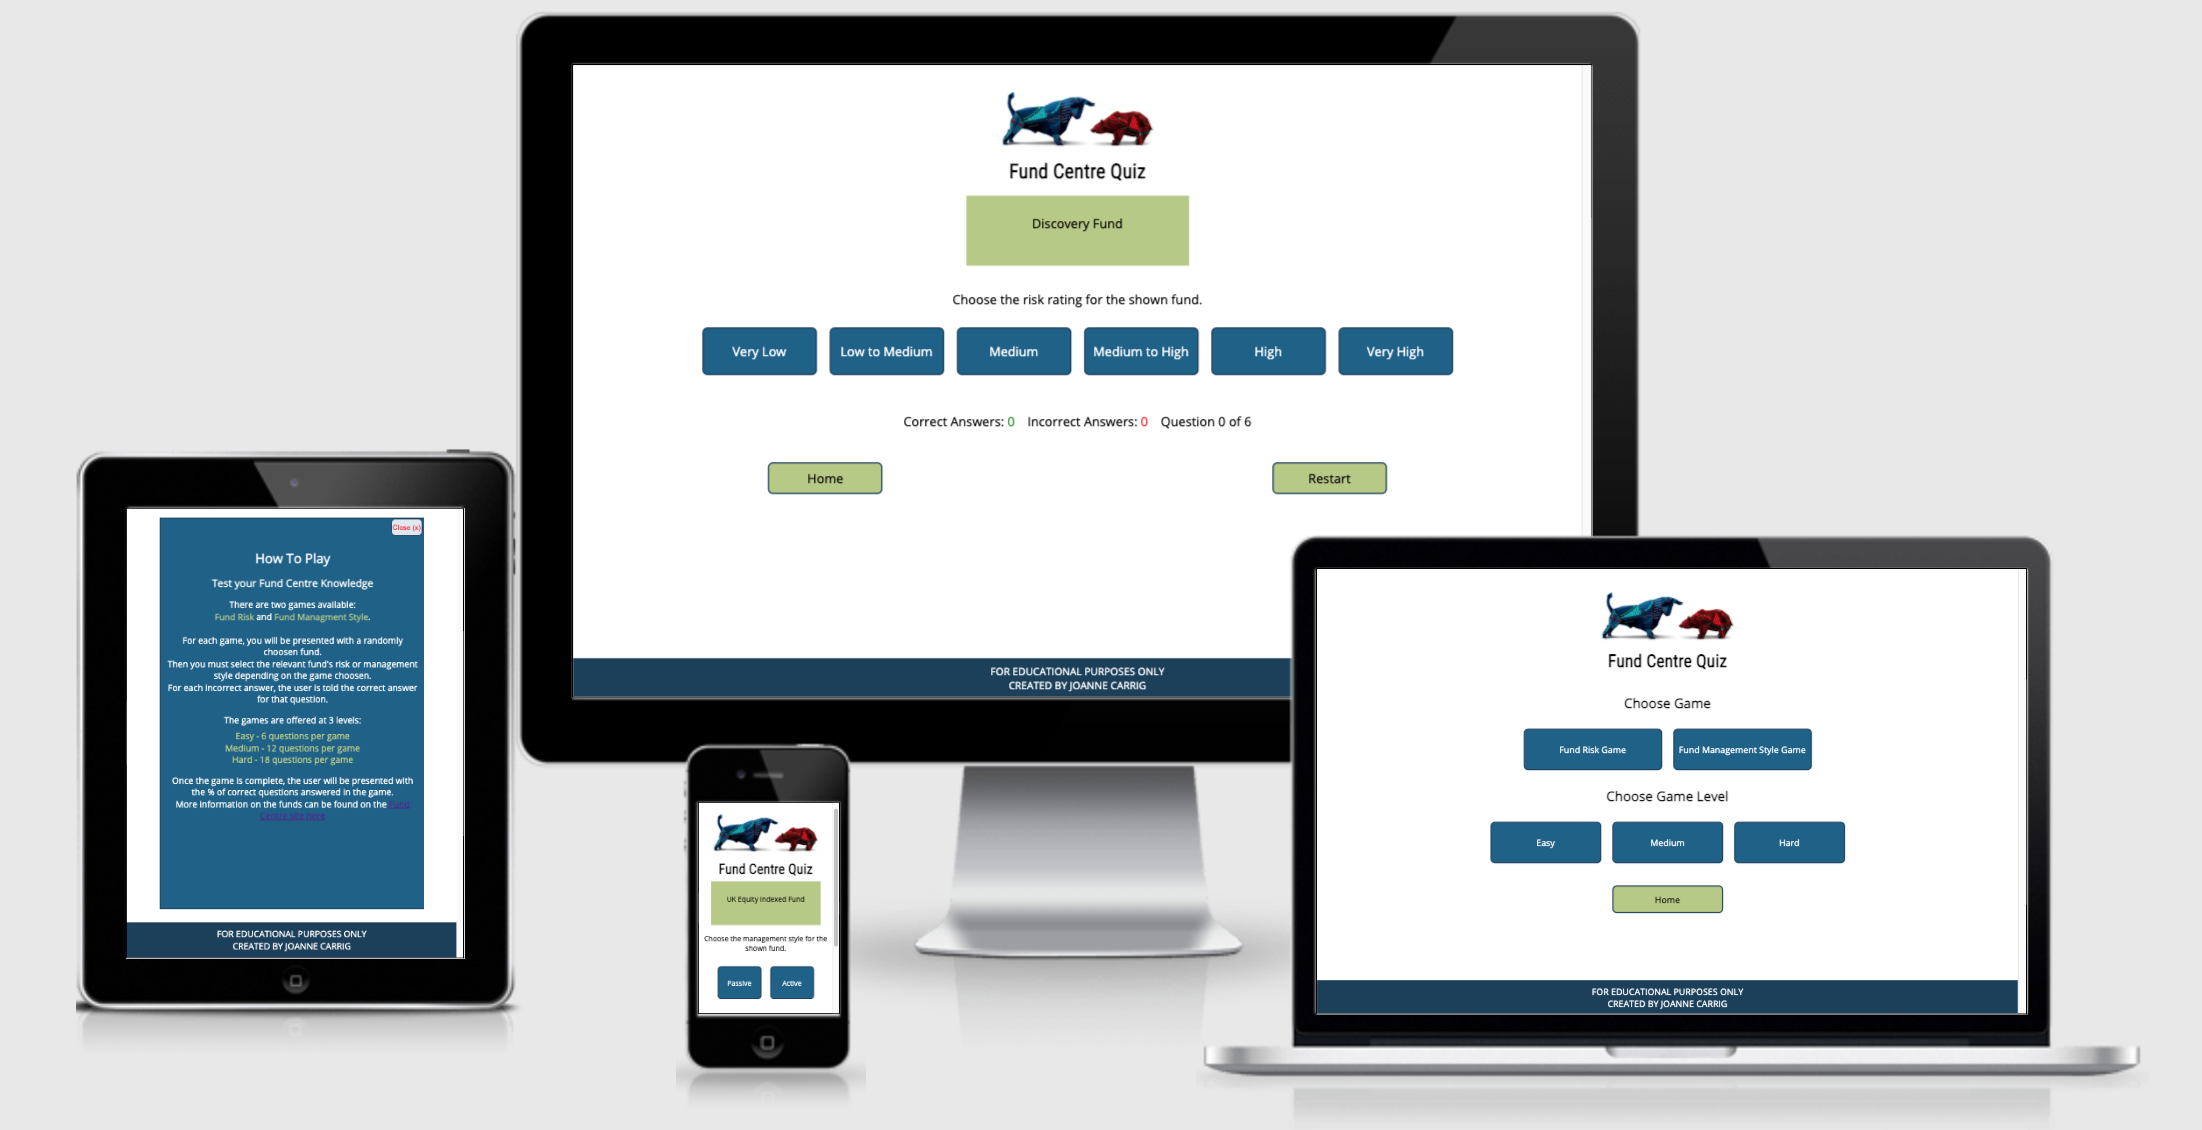 Fund Centre Quiz
Discovery Fund
Choose the risk rating for the shown fund.
Very Low Low to Medium Medium Medium to High High Very High
Correct Answers: 0 Incorrect Answers: 0 Question 0 of 6
Home Restart
FOR EDUCATIONAL PURPOSES ONLY
CREATED BY JOANNE CARRIG
Close (x)
How To Play
Test your Fund Centre Knowledge
There are two games available:
Fund Risk and Fund Managment Style.
For each game, you will be presented with a randomly
choosen fund.
Then you must select the relevant fund's risk or management
style depending on the game choosen.
For each incorrect answer, the user is told the correct answer
for that question.
The games are offered at 3 levels:
Easy - 6 questions per game
Medium - 12 questions per game
Hard - 18 questions per game
Once the game is complete, the user will be presented with
the % of correct questions answered in the game.
More information on the funds can be found on the Fund
Centre site here
FOR EDUCATIONAL PURPOSES ONLY
CREATED BY JOANNE CARRIG
Fund Centre Quiz
UK Equity Indexed Fund
Choose the management style for the
shown fund.
Passive Active
Fund Centre Quiz
Choose Game
Fund Risk Game Fund Management Style Game
Choose Game Level
Easy Medium Hard
Home
FOR EDUCATIONAL PURPOSES ONLY
CREATED BY JOANNE CARRIG